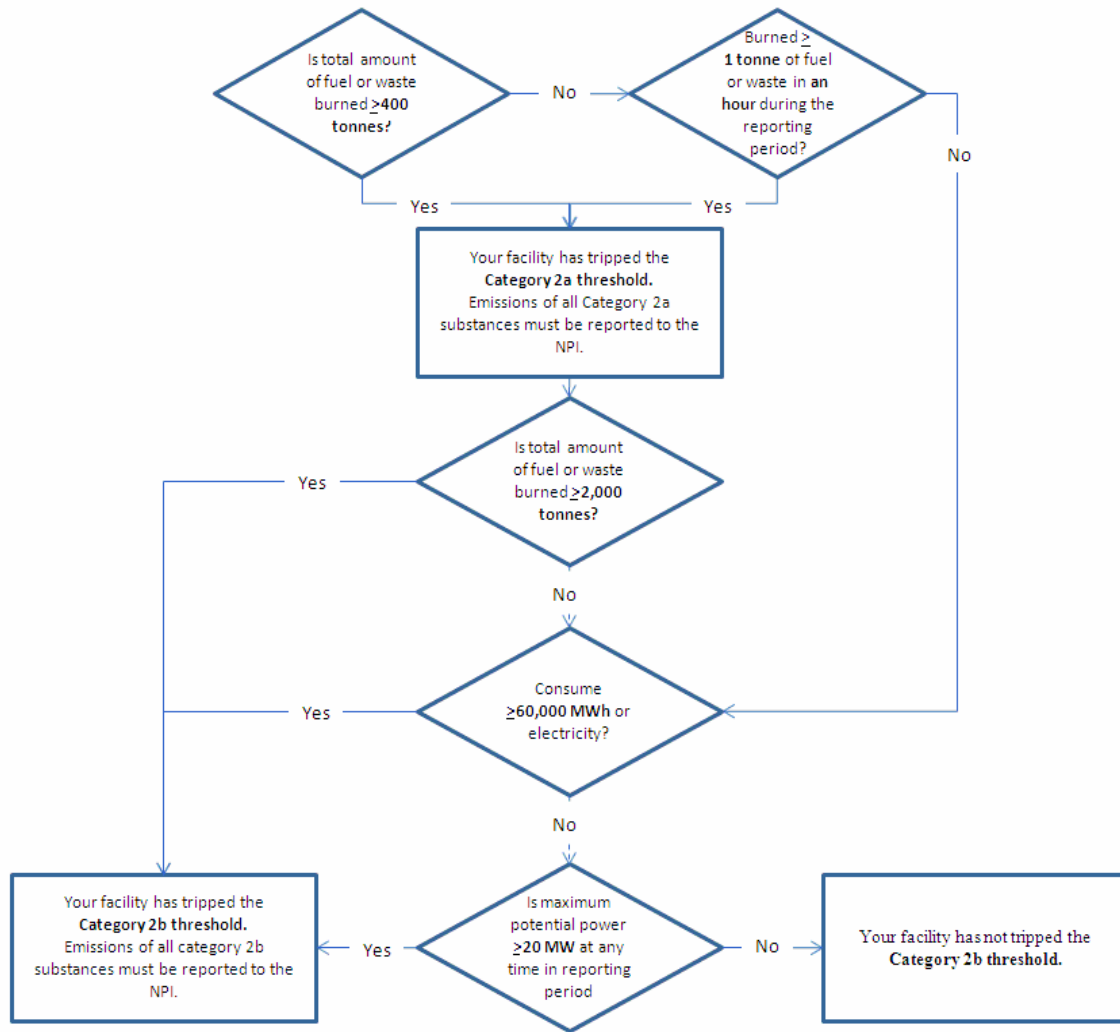 Is total amount
of fuel or waste
burned ≥400
tonnes?
No
Burned ≥
1 tonne of fuel
or waste in an
hour during the
reporting
period?
No
Yes
Yes
Your facility has tripped the
Category 2a threshold.
Emissions of all Category 2a
substances must be reported to the
NPI.
Is total amount
of fuel or waste
burned ≥2,000
tonnes?
Yes
No
Consume
≥60,000 MWh or
electricity?
Yes
No
Your facility has tripped the
Category 2b threshold.
Emissions of all category 2b
substances must be reported to the
NPI.
Yes
Is maximum
potential power
≥20 MW at any
time in reporting
period
No
Your facility has not tripped the
Category 2b threshold.